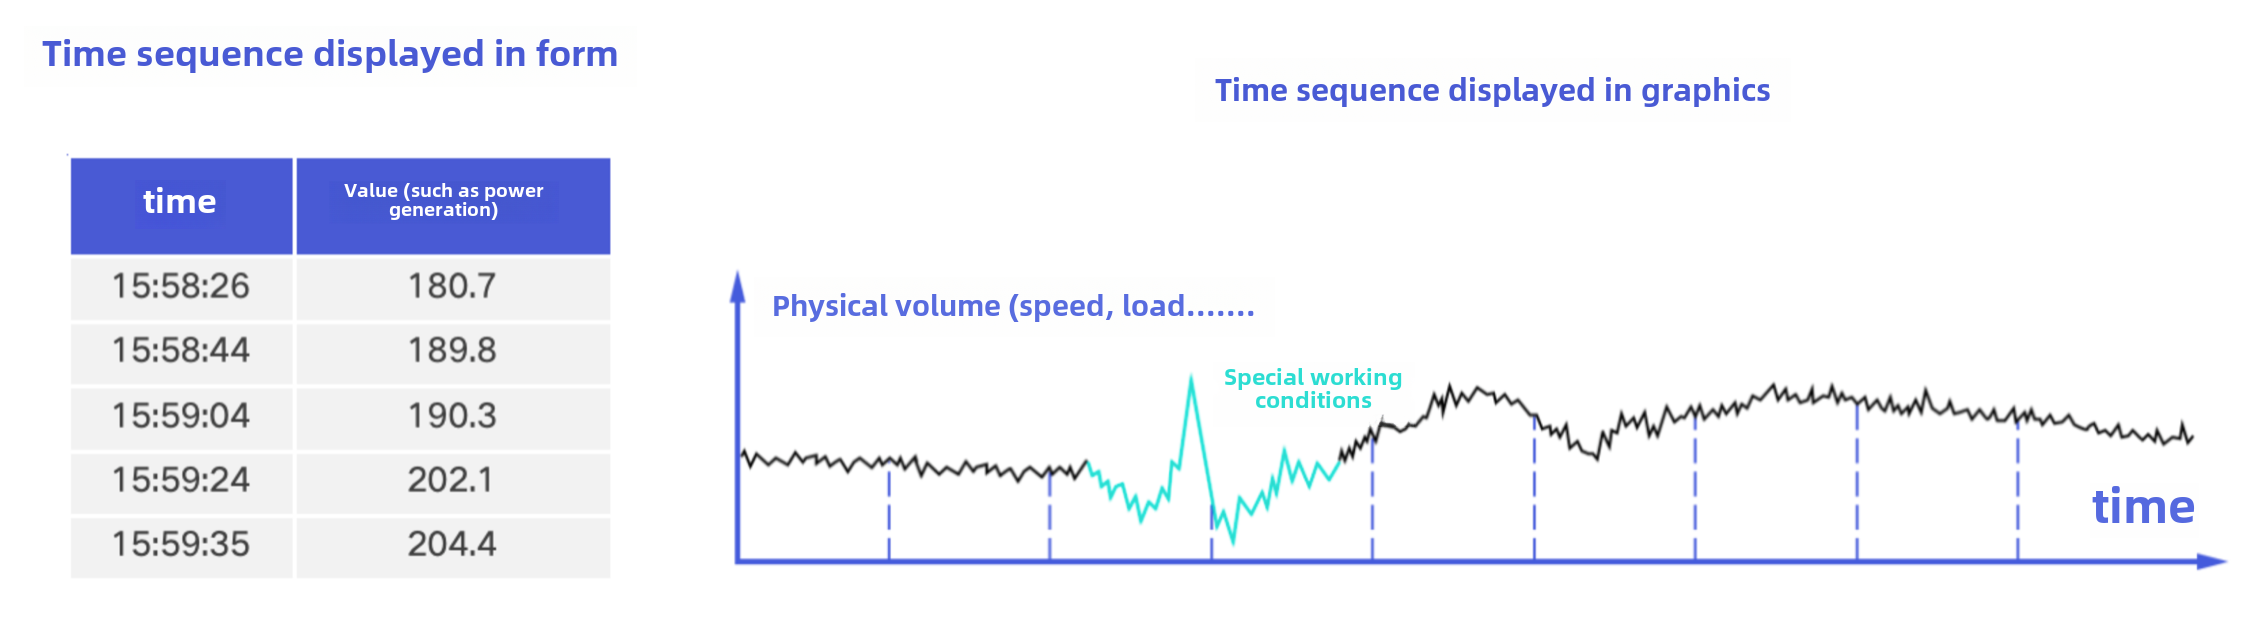 Time sequence displayed in form
Time sequence displayed in graphics
time
Value (such as power
generation)
15:58:26 180.7
15:58:44 189.8
15:59:04 190.3
15:59:24 202.1
15:59:35 204.4
Physical volume (speed, load.......
Special working
conditions
time